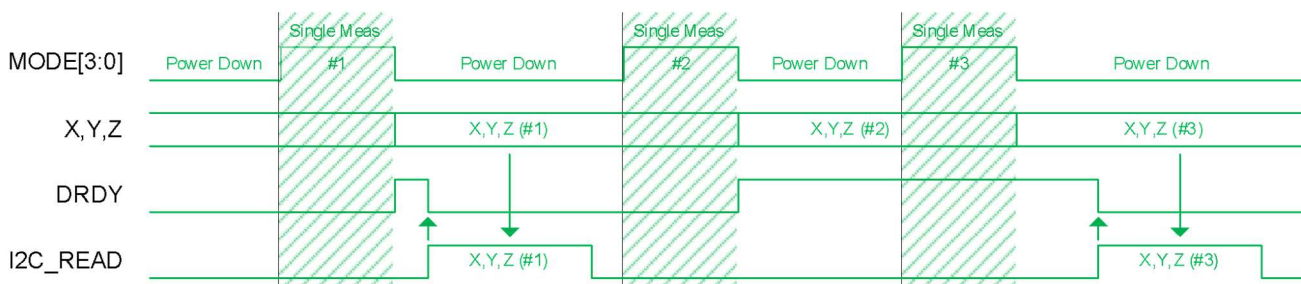 Single Meas Single Meas Single Meas
MODE[3:0] Power Down #1 Power Down #2 Power Down #3 Power Down
X,Y,Z X,Y,Z (#1) X,Y,Z (#2) X,Y,Z (#3)
DRDY
I2C_READ X,Y,Z (#1) X,Y,Z (#3)